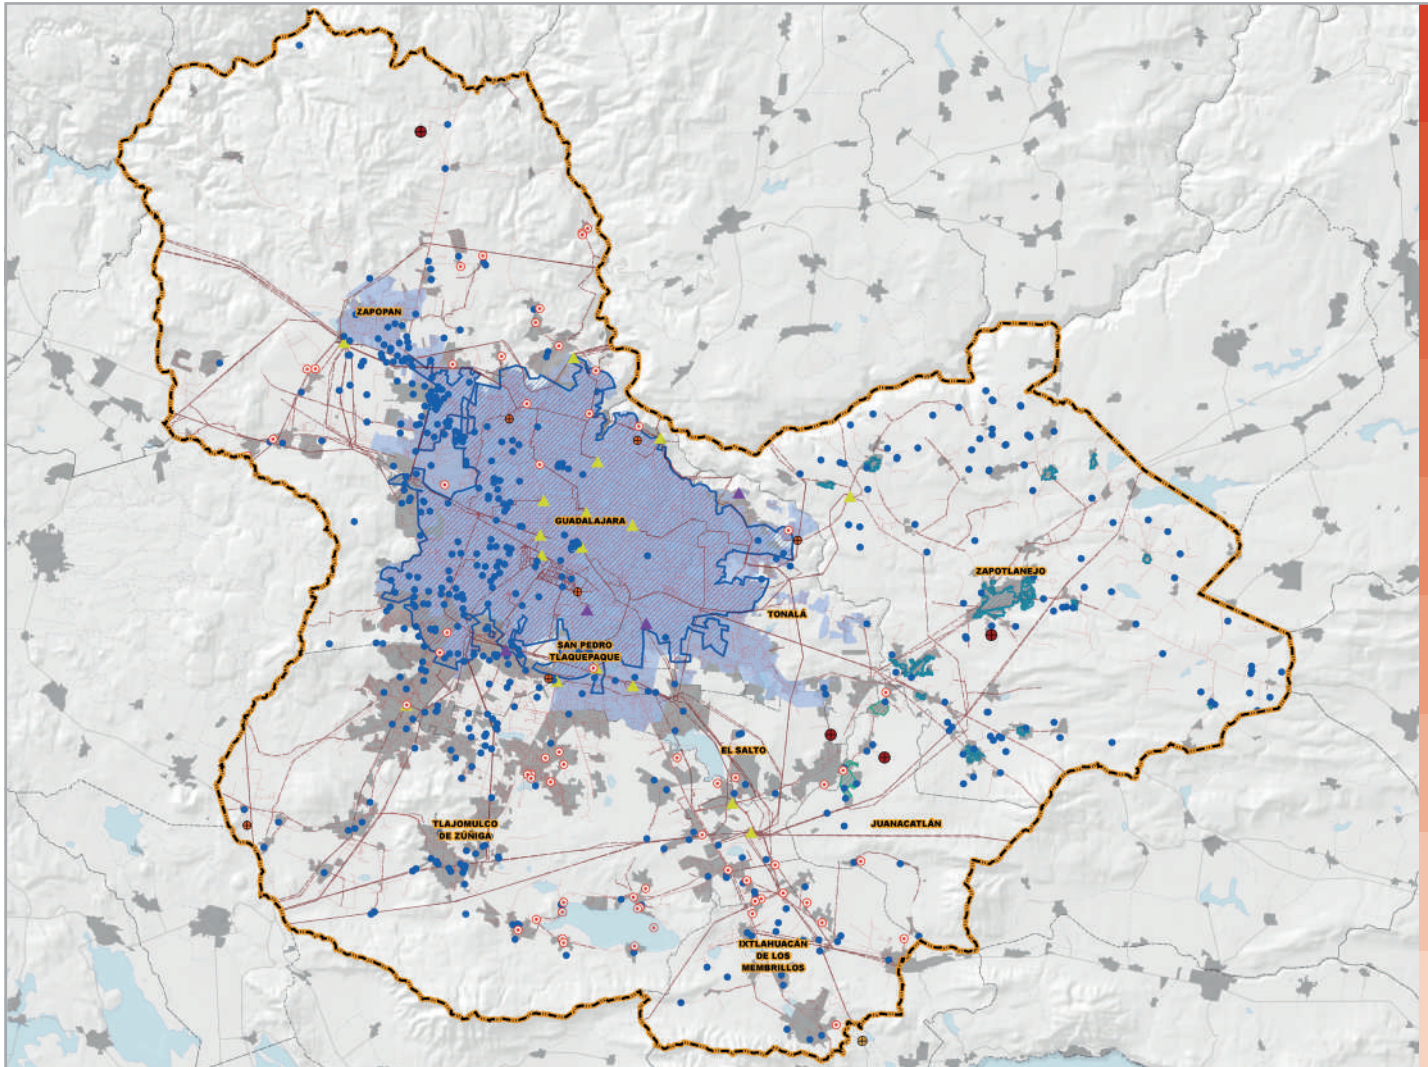 ZAPOPAN
GUADALAJARA
ZAPOTLANEJO
TONALÁ
SAN PEDRO
TLAQUEPAQUE
EL SALTO
TLAJOMULCO
DE ZÚÑIGA
JUANACATLÁN
IXTLAHUACÁN
DE LOS
MEMBRILLOS